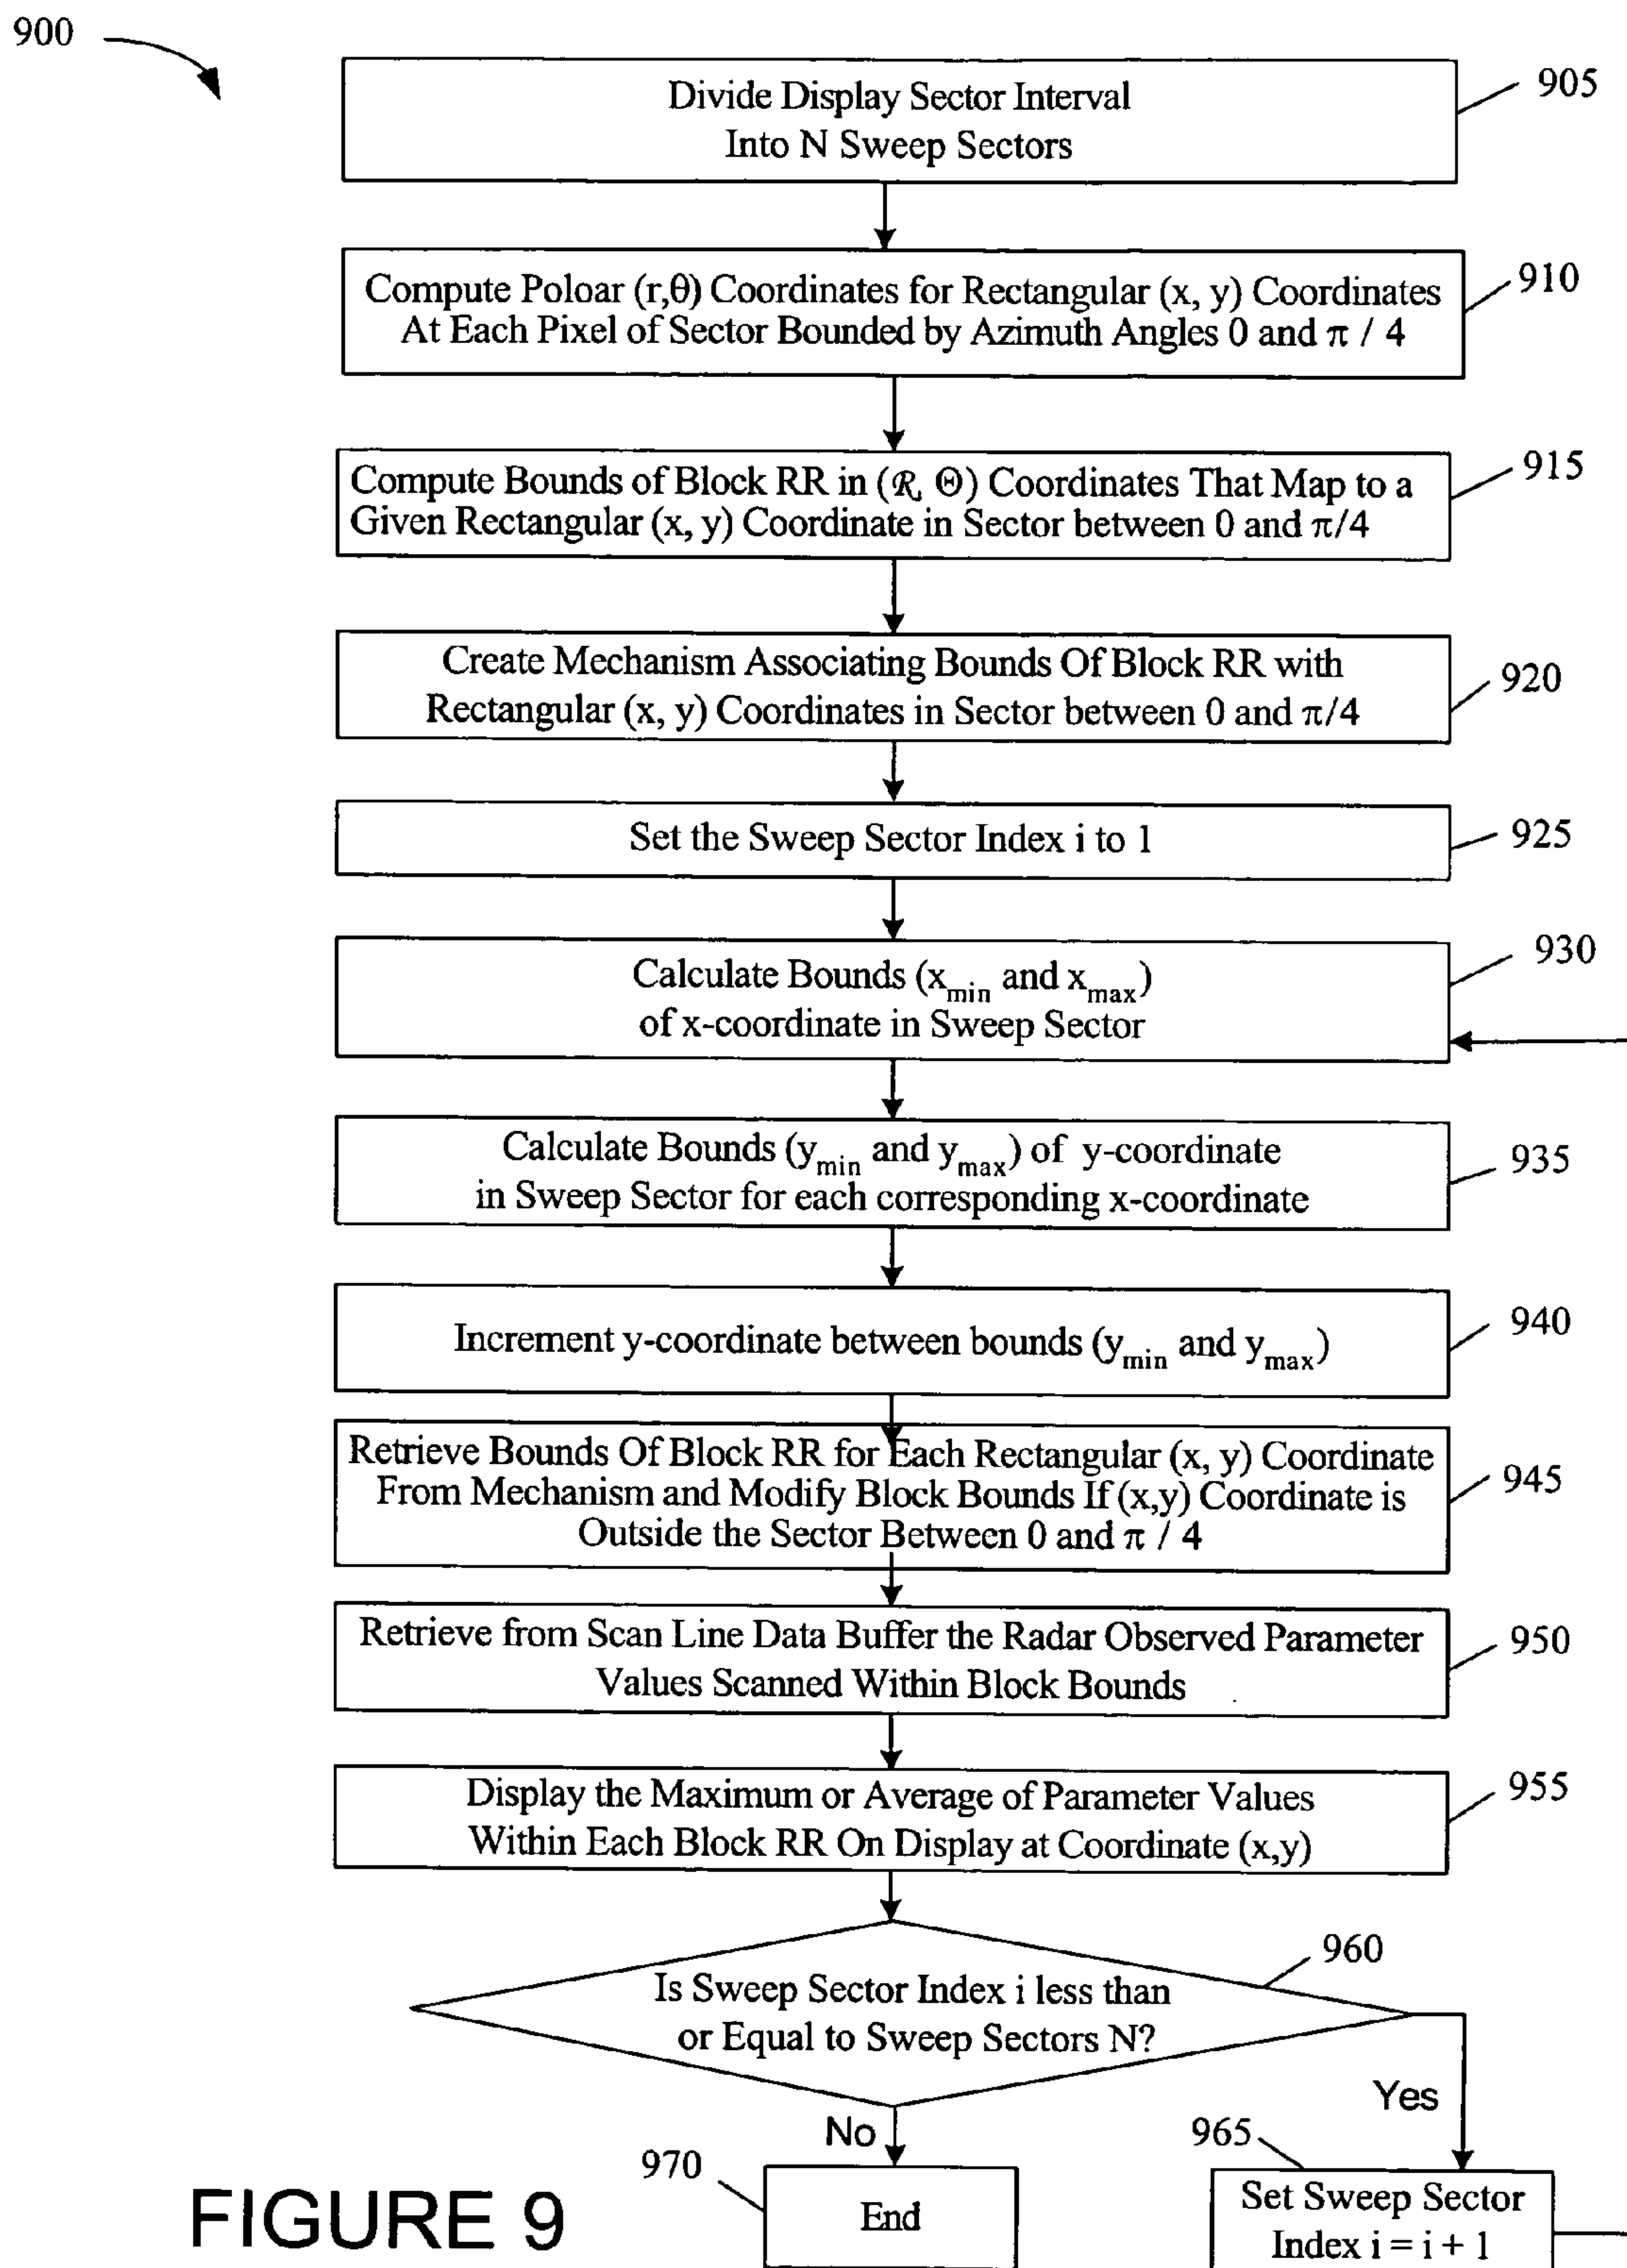 900
Divide Display Sector Interval
Into N Sweep Sectors
905
Compute Poloar (r,θ) Coordinates for Rectangular (x, y) Coordinates
At Each Pixel of Sector Bounded by Azimuth Angles 0 and π / 4
910
Compute Bounds of Block RR in (ℛ, Θ) Coordinates That Map to a
Given Rectangular (x, y) Coordinate in Sector between 0 and π/4
915
Create Mechanism Associating Bounds Of Block RR with
Rectangular (x, y) Coordinates in Sector between 0 and π/4
920
Set the Sweep Sector Index i to 1
925
Calculate Bounds (xmin and xmax)
of x-coordinate in Sweep Sector
930
Calculate Bounds (ymin and ymax) of y-coordinate
in Sweep Sector for each corresponding x-coordinate
935
Increment y-coordinate between bounds (ymin and ymax)
940
Retrieve Bounds Of Block RR for Each Rectangular (x, y) Coordinate
From Mechanism and Modify Block Bounds If (x,y) Coordinate is
Outside the Sector Between 0 and π / 4
945
Retrieve from Scan Line Data Buffer the Radar Observed Parameter
Values Scanned Within Block Bounds
950
Display the Maximum or Average of Parameter Values
Within Each Block RR On Display at Coordinate (x,y)
955
Is Sweep Sector Index i less than
or Equal to Sweep Sectors N?
960
Yes
No
965
970
End
Set Sweep Sector
Index i = i + 1
FIGURE 9